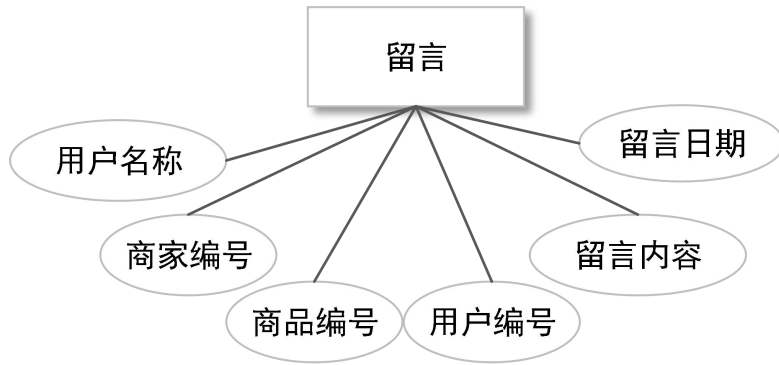 留言
用户名称
留言日期
商家编号
留言内容
商品编号
用户编号